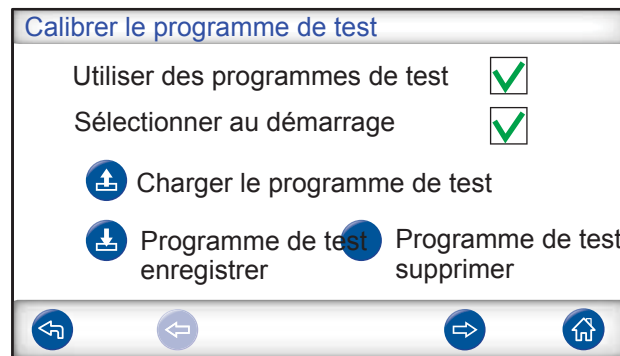 Calibrer le programme de test
Utiliser des programmes de test
Sélectionner au démarrage
Charger le programme de test
Programme de test
enregistrer
Programme de test
supprimer